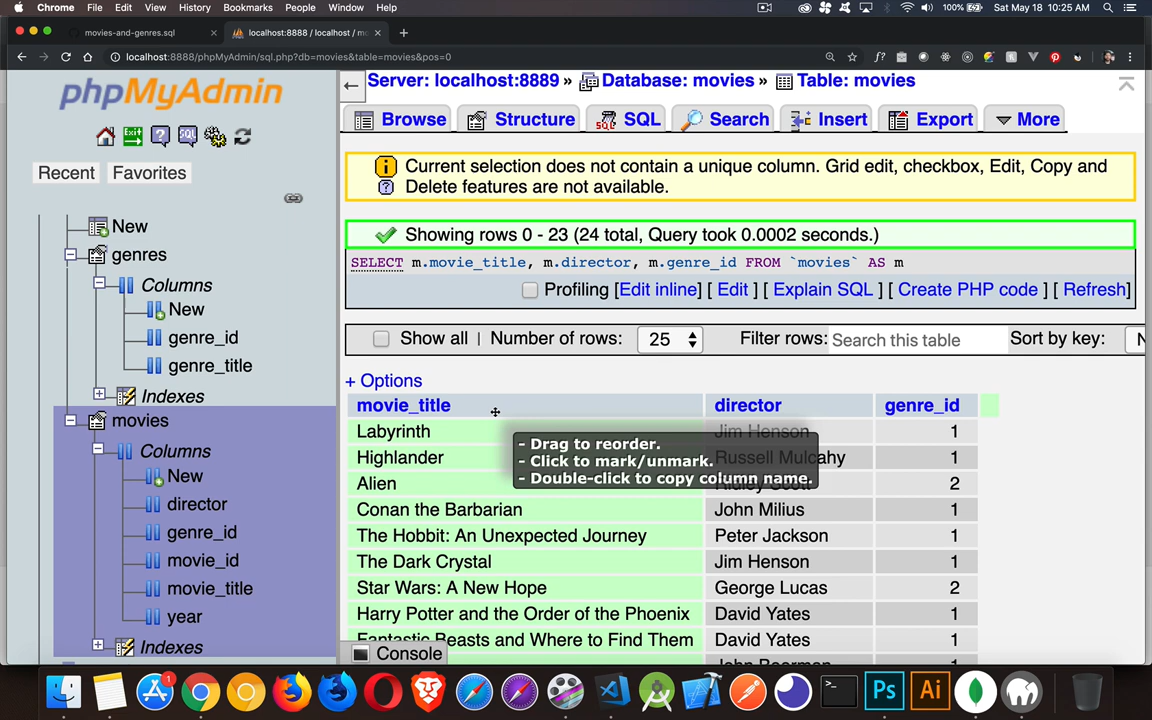 Chrome File Edit View History Bookmarks People Window Help 100% Sat May 18 10:25 AM
movies-and-genres.sql localhost:8888 / localhost / mo
localhost:8888/phpMyAdmin/sql.php?db=movies&table=movies&pos=0
phpMyAdmin
Recent Favorites
New
genres
Columns
New
genre_id
genre_title
Indexes
movies
Columns
New
director
genre_id
movie_id
movie_title
year
Indexes
Server: localhost:8889 » Database: movies » Table: movies
Browse Structure SQL Search Insert Export More
Current selection does not contain a unique column. Grid edit, checkbox, Edit, Copy and
Delete features are not available.
Showing rows 0 - 23 (24 total, Query took 0.0002 seconds.)
SELECT m.movie_title, m.director, m.genre_id FROM `movies` AS m
Profiling [Edit inline] [ Edit ] [ Explain SQL ] [ Create PHP code ] [ Refresh]
Show all | Number of rows: 25 Filter rows: Search this table Sort by key: N
+ Options
movie_title director genre_id
Labyrinth Jim Henson 1
- Drag to reorder.
- Click to mark/unmark.
- Double-click to copy column name.
Highlander Russell Mulcahy 1
Alien Ridley Scott 2
Conan the Barbarian John Milius 1
The Hobbit: An Unexpected Journey Peter Jackson 1
The Dark Crystal Jim Henson 1
Star Wars: A New Hope George Lucas 2
Harry Potter and the Order of the Phoenix David Yates 1
Fantastic Beasts and Where to Find Them David Yates 1
John Boorman
Console
1
Ps
Ai